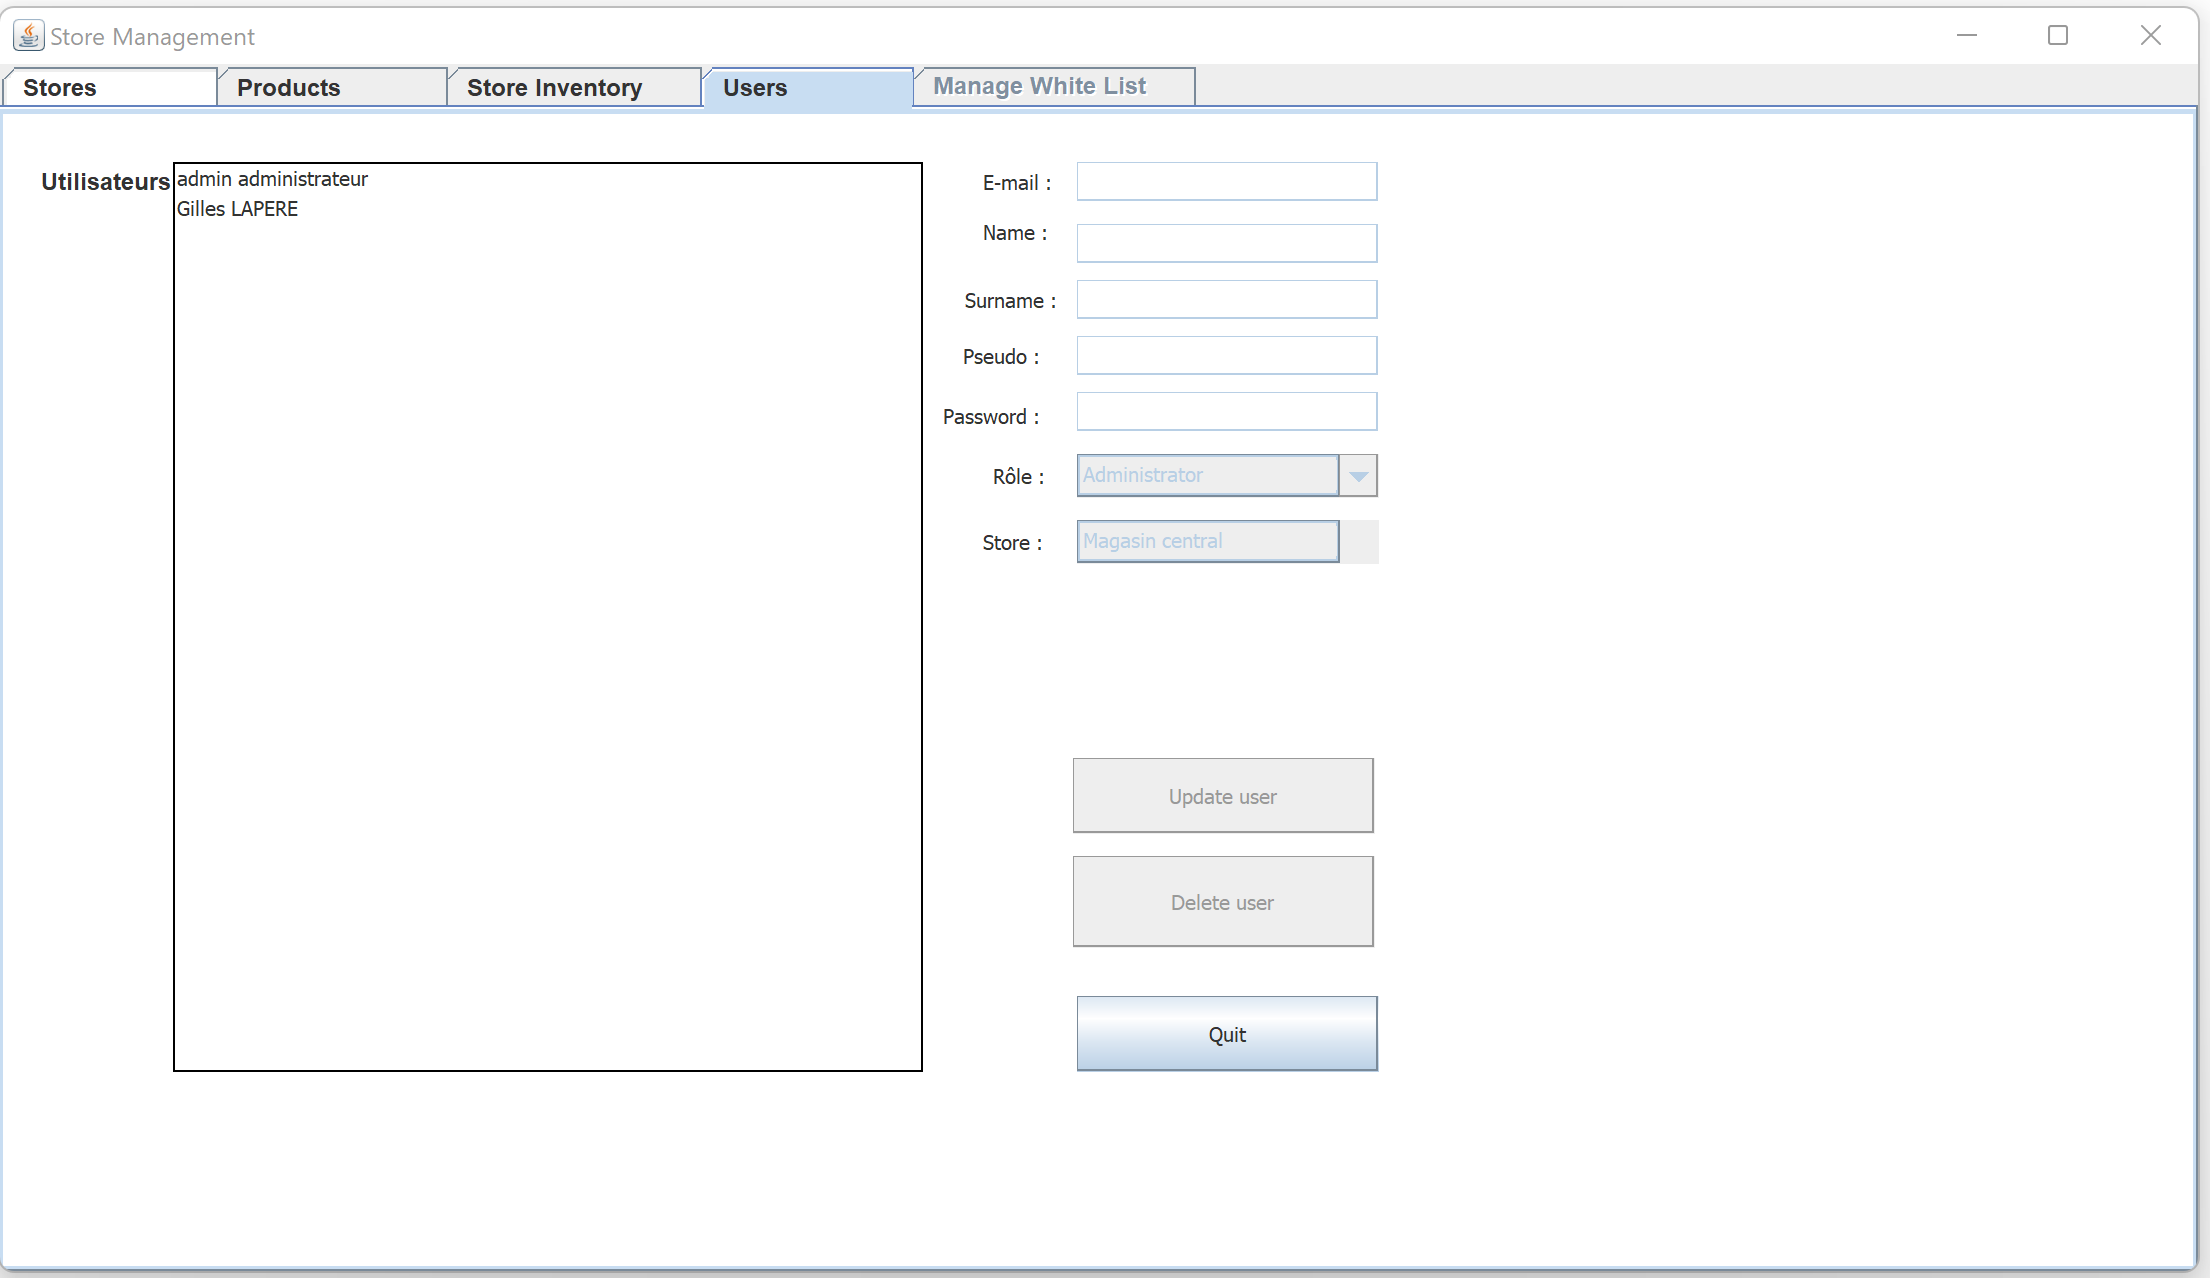 Store Management
Stores
Products
Store Inventory
Users
Manage White List
Utilisateurs
admin administrateur
Gilles LAPERE
E-mail :
Name :
Surname :
Pseudo :
Password :
Rôle :
Administrator
Store :
Magasin central
Update user
Delete user
Quit